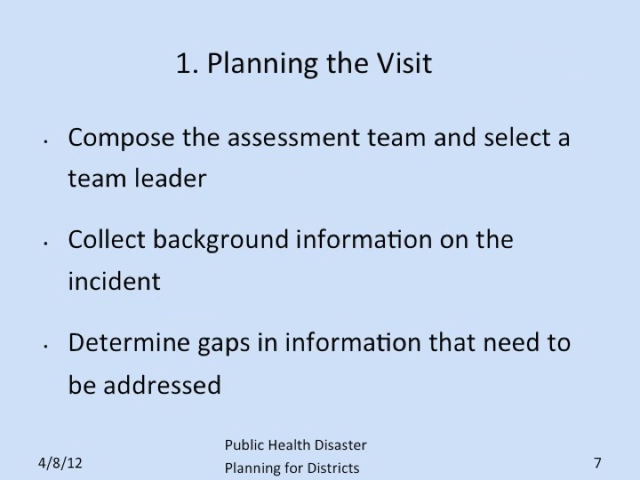 1. Planning the Visit
· Compose the assessment team and select a
team leader
· Collect background information on the
incident
· Determine gaps in information that need to
be addressed
4/8/12
Public Health Disaster
Planning for Districts
7